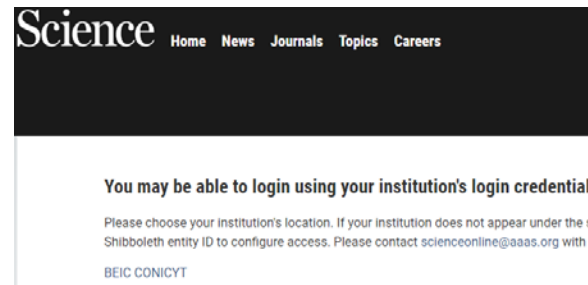 Science Home News Journals Topics Careers
You may be able to login using your institution's login credential
Please choose your institution's location. If your institution does not appear under the
Shibboleth entity ID to configure access. Please contact scienceonline@aaas.org with
BEIC CONICYT